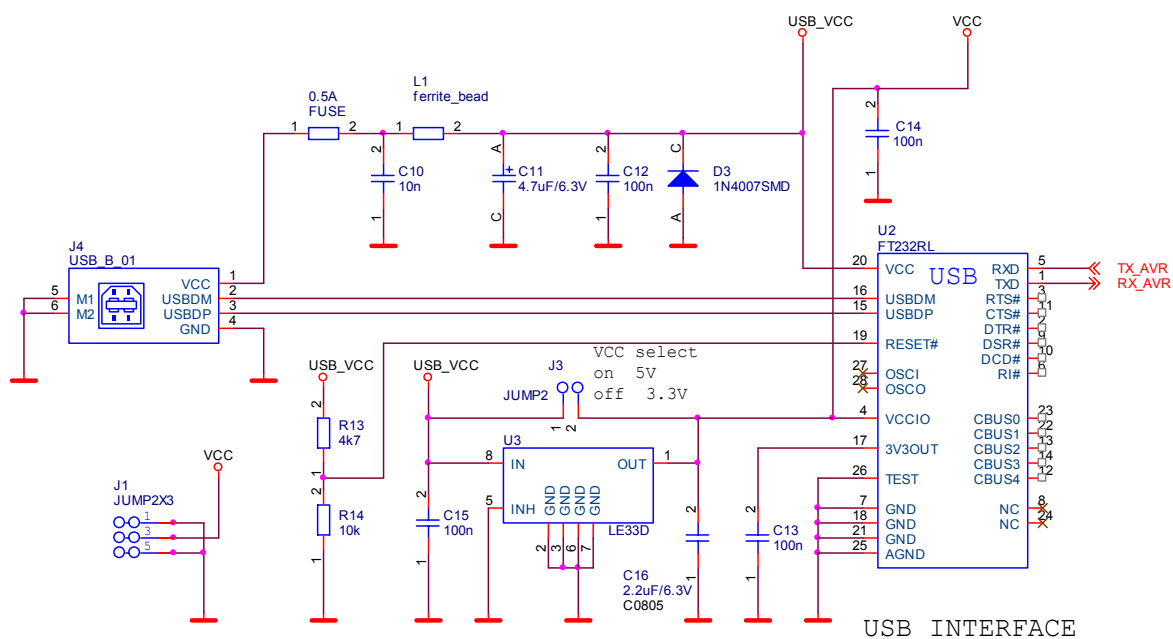 USB_VCC
VCC
L1
ferrite_bead
0.5A
FUSE
1
2
1
2
2
C10
10n
1
A
C11
+
4.7uF/6.3V
C
2
C12
100n
1
C
D3
1N4007SMD
A
2
C14
100n
1
J4
USB_B_01
5
M1
6
M2
VCC
1
USBDM
2
USBDP
3
GND
4
U2
FT232RL
USB
20
VCC
16
USBDM
15
USBDP
19
RESET#
27
OSCI
28
OSCO
4
VCCIO
17
3V3OUT
26
TEST
7
GND
18
GND
21
GND
25
AGND
RXD
5
TX_AVR
TXD
1
RX_AVR
RTS#
3
CTS#
11
DTR#
2
DSR#
9
DCD#
10
RI#
6
CBUS0
23
CBUS1
22
CBUS2
13
CBUS3
14
CBUS4
12
NC
8
NC
24
USB_VCC
2
R13
4k7
1
2
R14
10k
1
USB_VCC
J3
JUMP2
1
2
VCC select
on 5V
off 3.3V
U3
8
IN
OUT
1
5
INH
GND
GND
GND
GND
LE33D
2
3
6
7
2
C15
100n
1
2
C16
2.2uF/6.3V
C0805
1
2
C13
100n
1
VCC
J1
JUMP2X3
1
3
5
USB INTERFACE